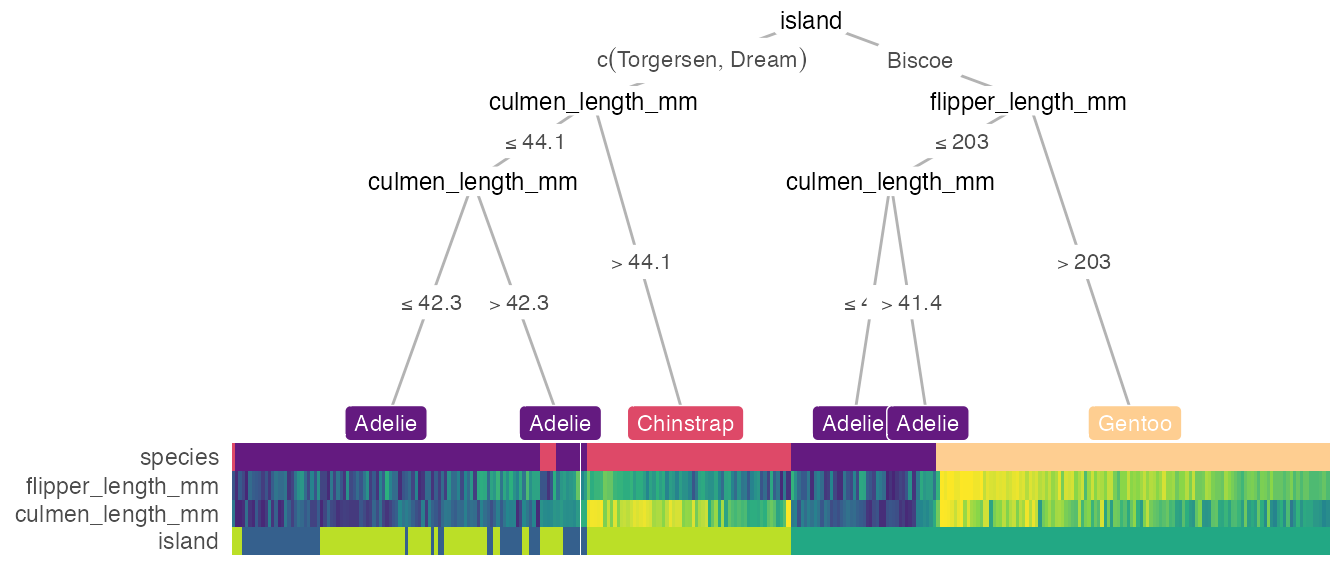 island
c(Torgersen, Dream)
Biscoe
culmen_length_mm
flipper_length_mm
≤ 44.1
≤ 203
culmen_length_mm
culmen_length_mm
> 44.1
> 203
≤ 42.3
> 42.3
≤
> 41.4
Adelie
Adelie
Chinstrap
Adelie
Adelie
Gentoo
species
flipper_length_mm
culmen_length_mm
island